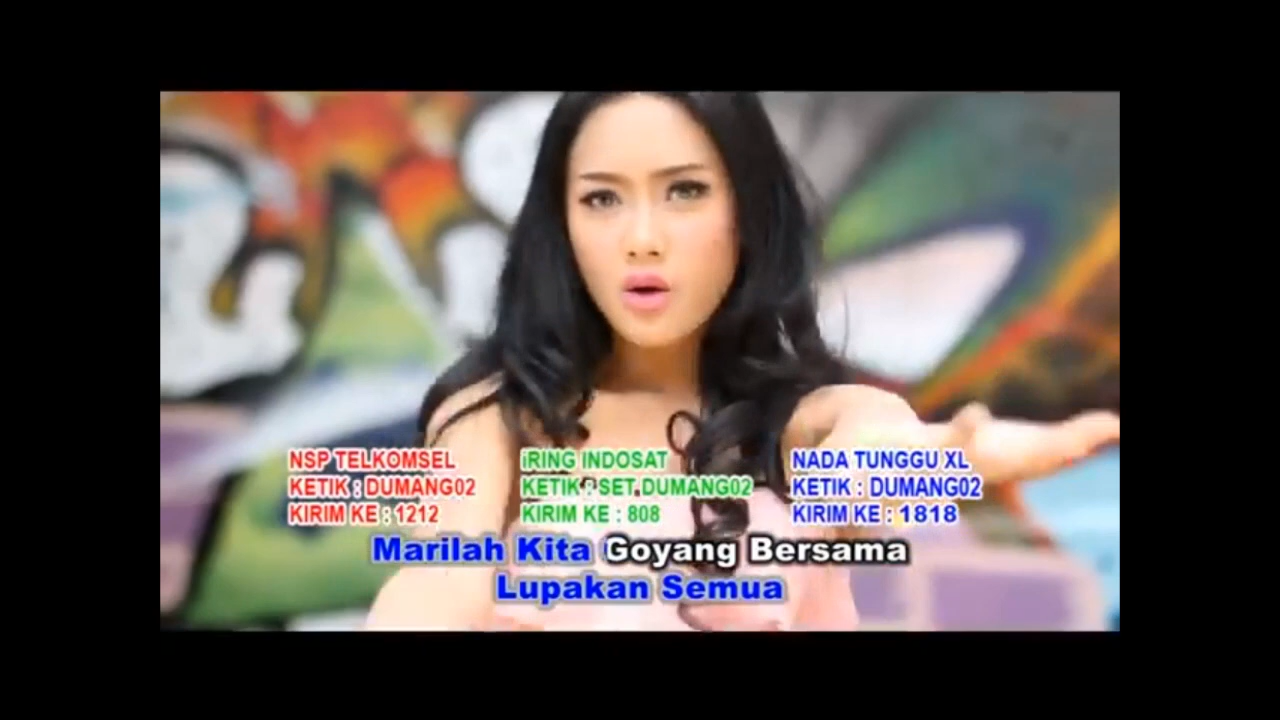 NSP TELKOMSEL
KETIK : DUMANG02
KIRIM KE : 1212
iRING INDOSAT
KETIK : SET DUMANG02
KIRIM KE : 808
NADA TUNGGU XL
KETIK : DUMANG02
KIRIM KE : 1818
Marilah Kita Goyang Bersama
Lupakan Semua